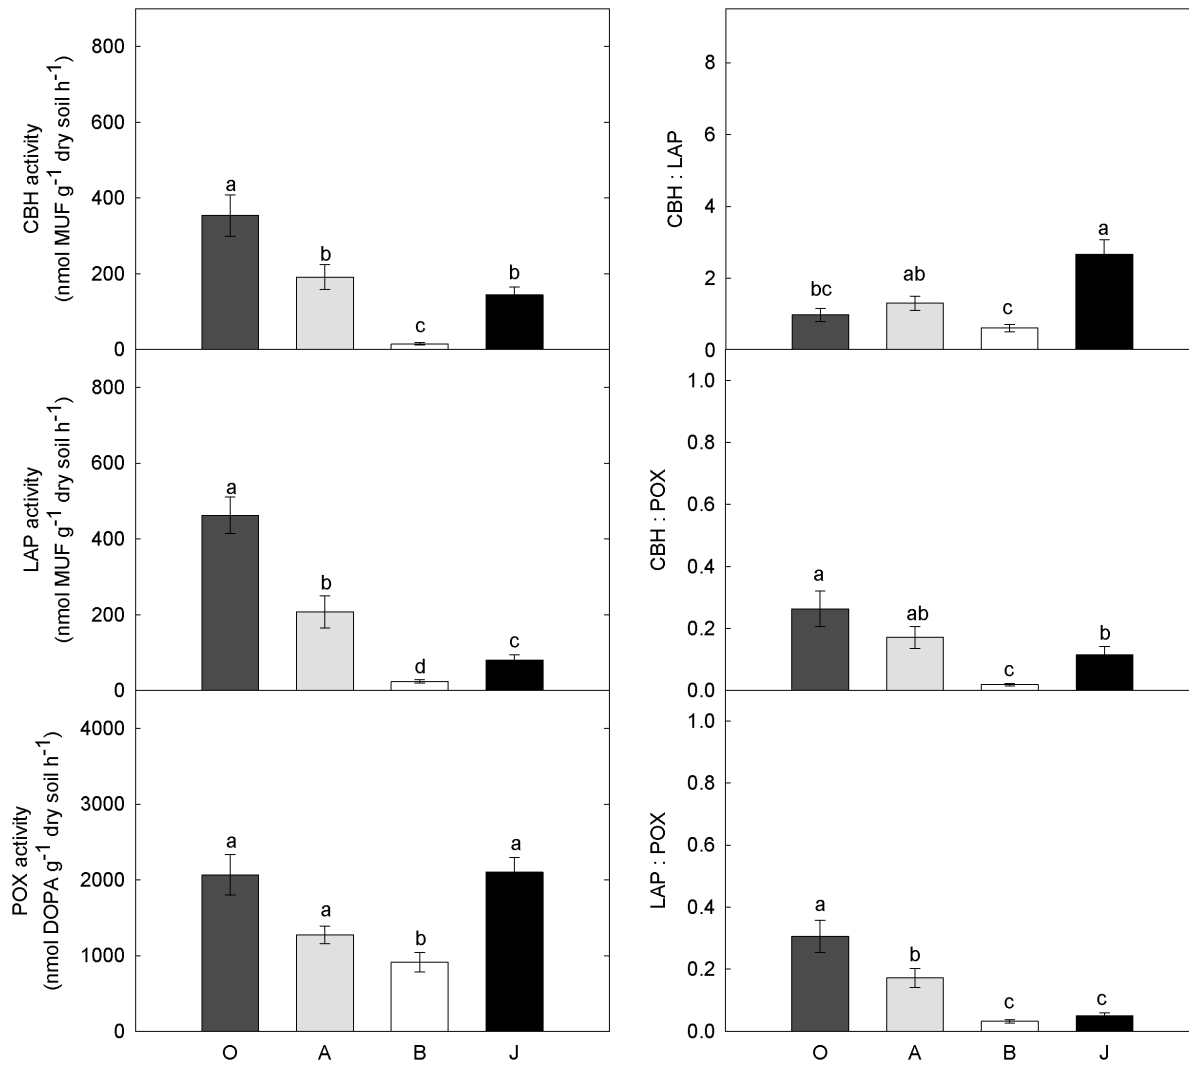 CBH activity
(nmol MUF g-1 dry soil h-1)
800
600
400
200
0
a
b
c
b
CBH : LAP
8
6
4
2
0
bc
ab
c
a
LAP activity
(nmol MUF g-1 dry soil h-1)
800
600
400
200
0
a
b
d
c
CBH : POX
1.0
0.8
0.6
0.4
0.2
0.0
a
ab
c
b
POX activity
(nmol DOPA g-1 dry soil h-1)
4000
3000
2000
1000
0
a
a
b
a
O A B J
LAP : POX
1.0
0.8
0.6
0.4
0.2
0.0
a
b
c
c
O A B J